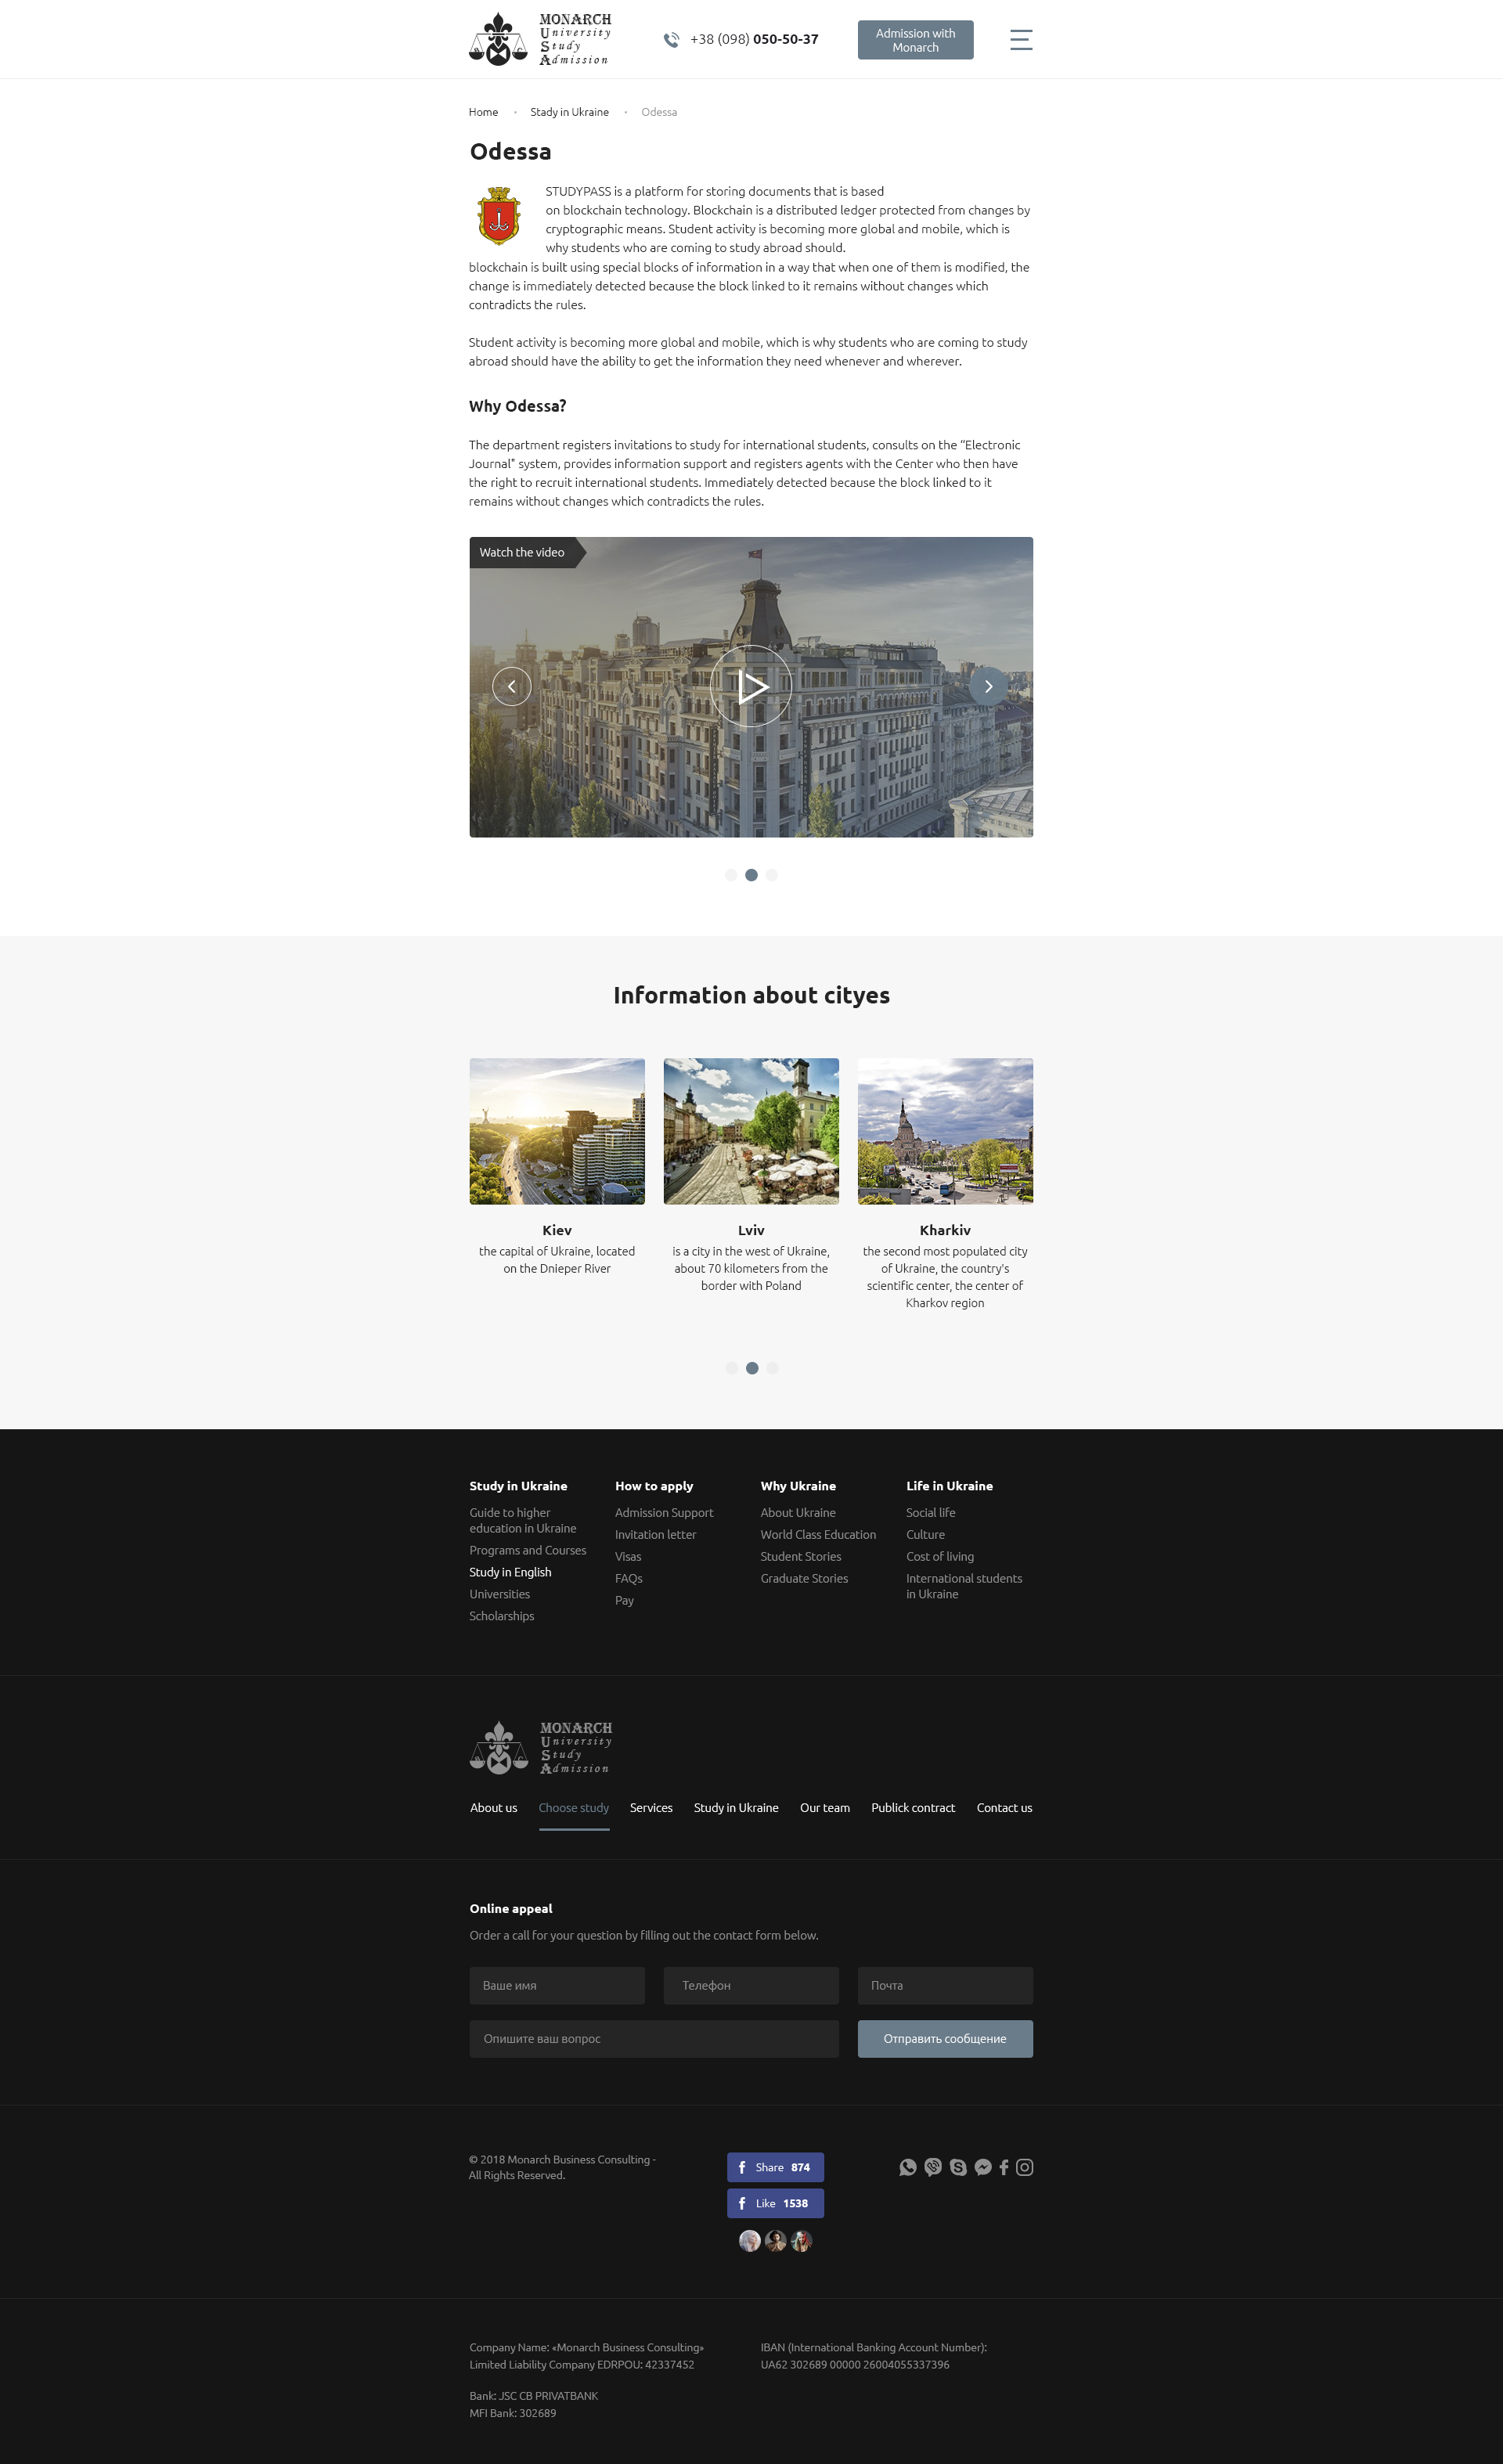 MONARCH
University
Study
Admission
+38 (098) 050-50-37
Admission with
Monarch
Home
Stady in Ukraine
Odessa
Odessa
STUDYPASS is a platform for storing documents that is based
on blockchain technology. Blockchain is a distributed ledger protected from changes by
cryptographic means. Student activity is becoming more global and mobile, which is
why students who are coming to study abroad should.
blockchain is built using special blocks of information in a way that when one of them is modified, the
change is immediately detected because the block linked to it remains without changes which
contradicts the rules.
Student activity is becoming more global and mobile, which is why students who are coming to study
abroad should have the ability to get the information they need whenever and wherever.
Why Odessa?
The department registers invitations to study for international students, consults on the “Electronic
Journal" system, provides information support and registers agents with the Center who then have
the right to recruit international students. Immediately detected because the block linked to it
remains without changes which contradicts the rules.
Watch the video
Information about cityes
Kiev
the capital of Ukraine, located
on the Dnieper River
Lviv
is a city in the west of Ukraine,
about 70 kilometers from the
border with Poland
Kharkiv
the second most populated city
of Ukraine, the country's
scientific center, the center of
Kharkov region
Study in Ukraine
Guide to higher
education in Ukraine
Programs and Courses
Study in English
Universities
Scholarships
How to apply
Admission Support
Invitation letter
Visas
FAQs
Pay
Why Ukraine
About Ukraine
World Class Education
Student Stories
Graduate Stories
Life in Ukraine
Social life
Culture
Cost of living
International students
in Ukraine
MONARCH
University
Study
Admission
About us
Choose study
Services
Study in Ukraine
Our team
Publick contract
Contact us
Online appeal
Order a call for your question by filling out the contact form below.
Ваше имя
Телефон
Почта
Опишите ваш вопрос
Отправить сообщение
© 2018 Monarch Business Consulting -
All Rights Reserved.
Share 874
Like 1538
Company Name: «Monarch Business Consulting»
Limited Liability Company EDRPOU: 42337452
Bank: JSC CB PRIVATBANK
MFI Bank: 302689
IBAN (International Banking Account Number):
UA62 302689 00000 26004055337396